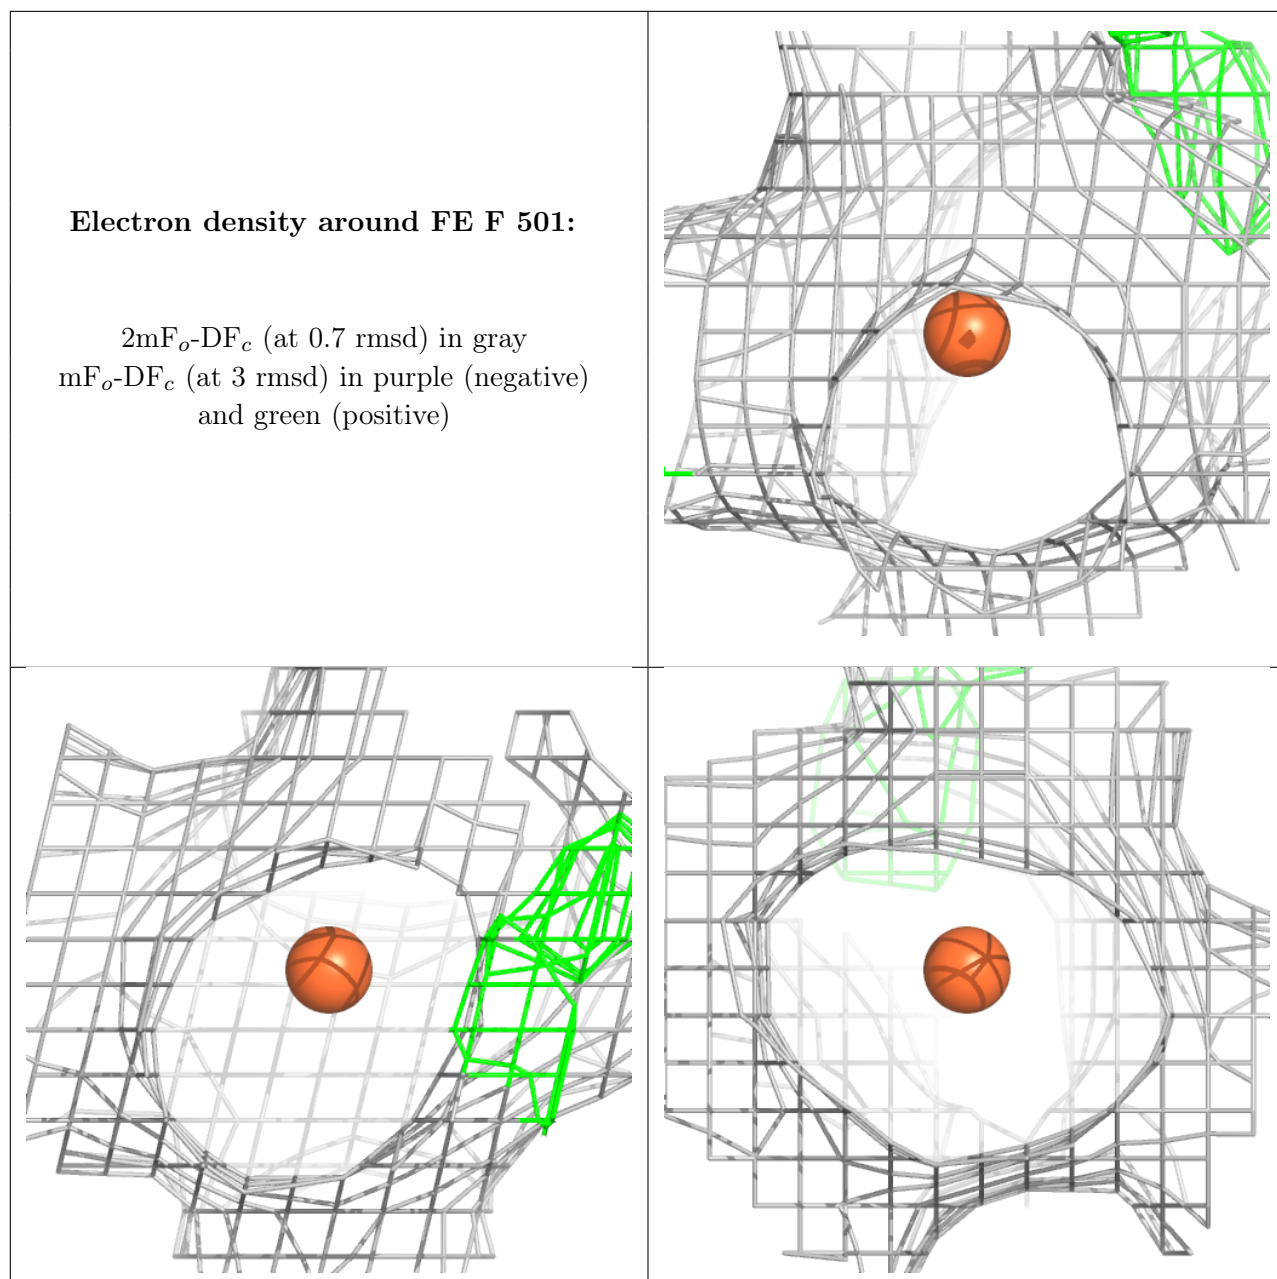 Electron density around FE F 501:
2mFo-DFc (at 0.7 rmsd) in gray
mFo-DFc (at 3 rmsd) in purple (negative)
and green (positive)